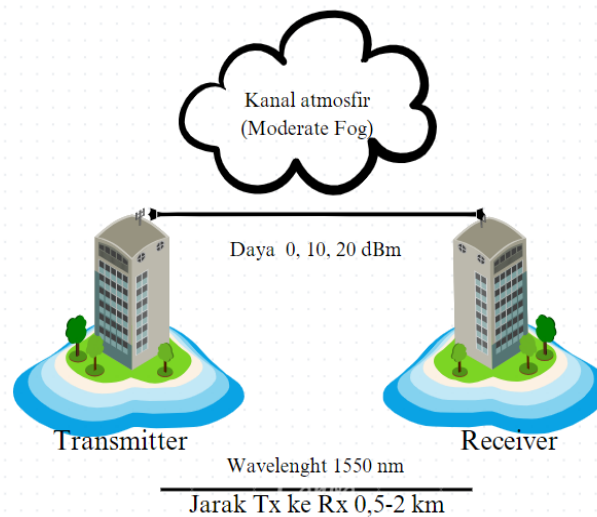 Kanal atmosfir
(Moderate Fog)
Daya 0, 10, 20 dBm
Transmitter
Receiver
Wavelenght 1550 nm
Jarak Tx ke Rx 0,5-2 km